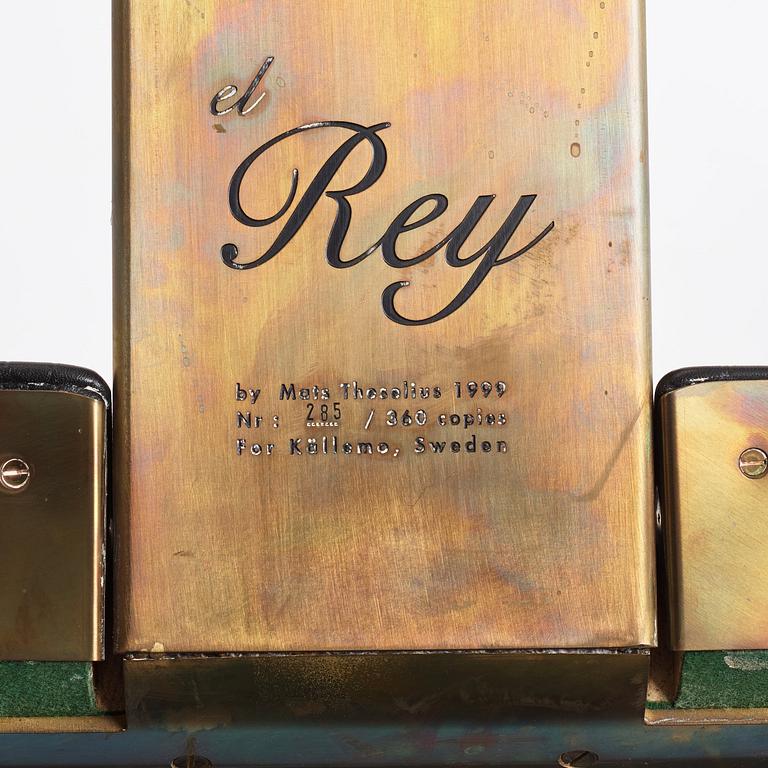 el
Rey
by Mats Theselius 1999
Nr: 285 / 360 copies
For Källemo, Sweden